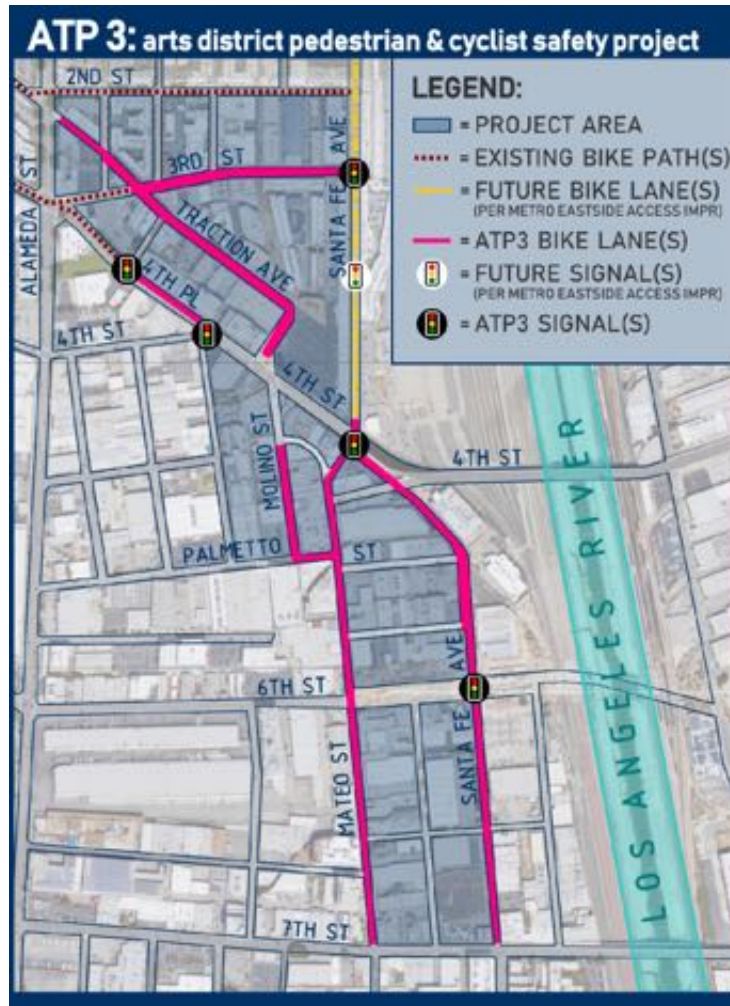 ATP 3: arts district pedestrian & cyclist safety project
LEGEND:
= PROJECT AREA
= EXISTING BIKE PATH(S)
= FUTURE BIKE LANE(S)
(PER METRO EASTSIDE ACCESS IMPR)
= ATP3 BIKE LANE(S)
= FUTURE SIGNAL(S)
(PER METRO EASTSIDE ACCESS IMPR)
= ATP3 SIGNAL(S)
2ND ST
3RD ST
SANTA FE AVE
ALAMEDA ST
TRACTION AVE
4TH PL
4TH ST
4TH ST
4TH ST
MOLINO ST
PALMETTO ST
6TH ST
SANTA FE AVE
MATEO ST
7TH ST
LOS ANGELES RIVER